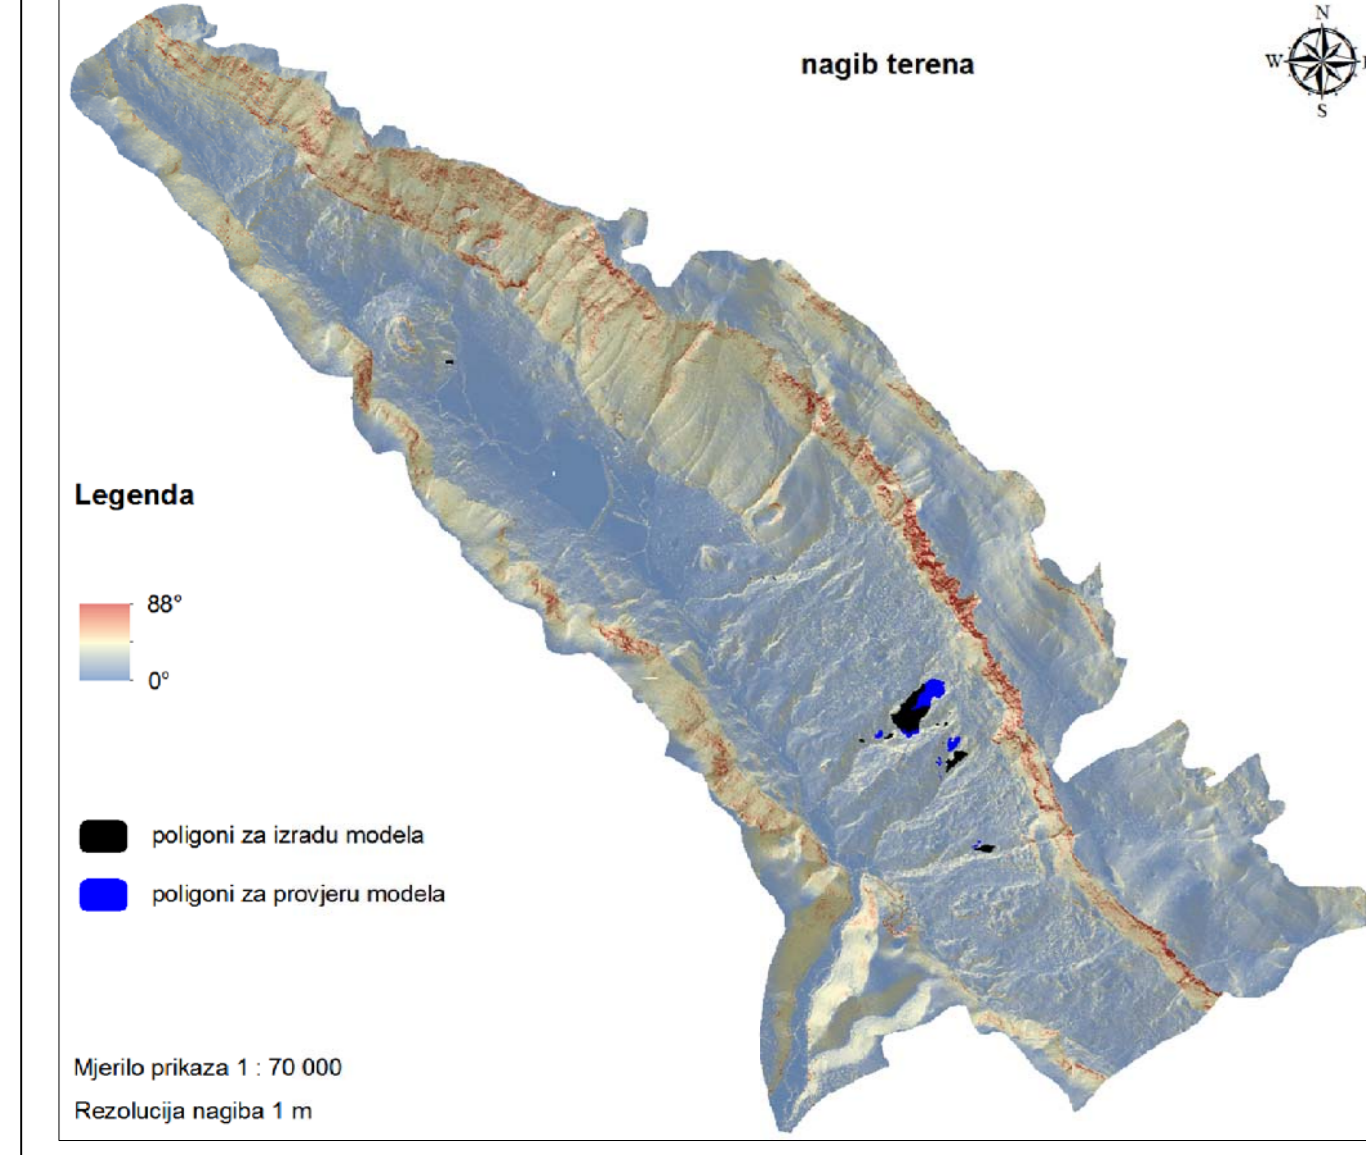 nagib terena
N
W
S
Legenda
88°
0°
poligoni za izradu modela
poligoni za provjeru modela
Mjerilo prikaza 1 : 70 000
Rezolucija nagiba 1 m